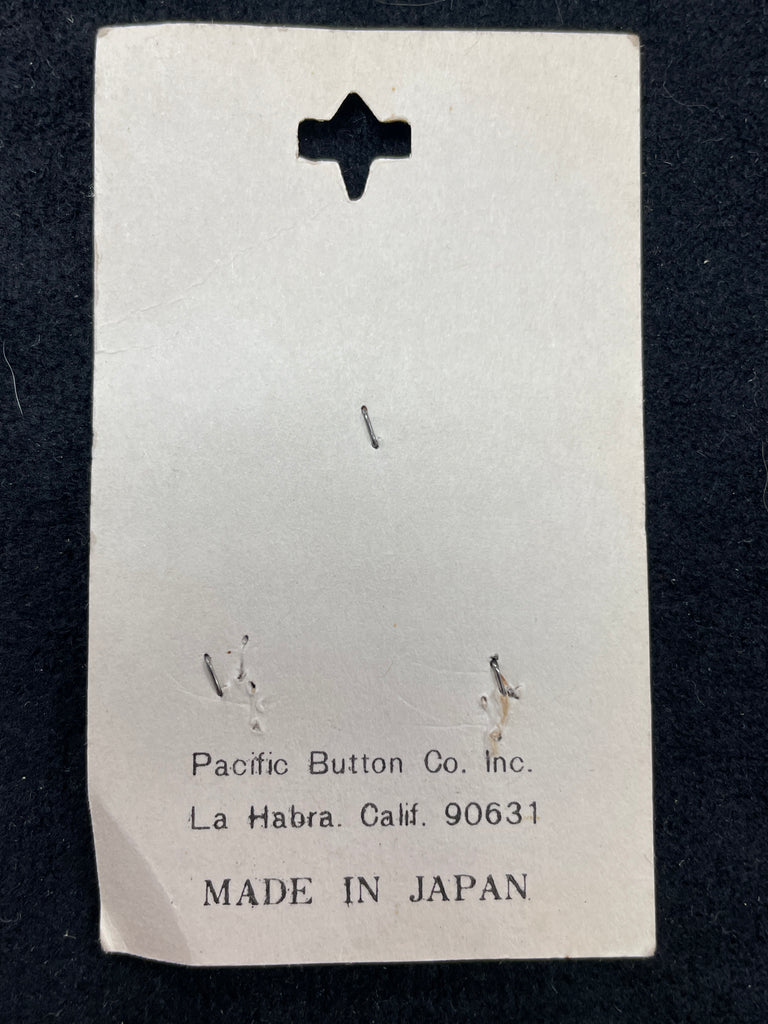 Pacific Button Co. Inc.
La Habra. Calif. 90631
MADE IN JAPAN